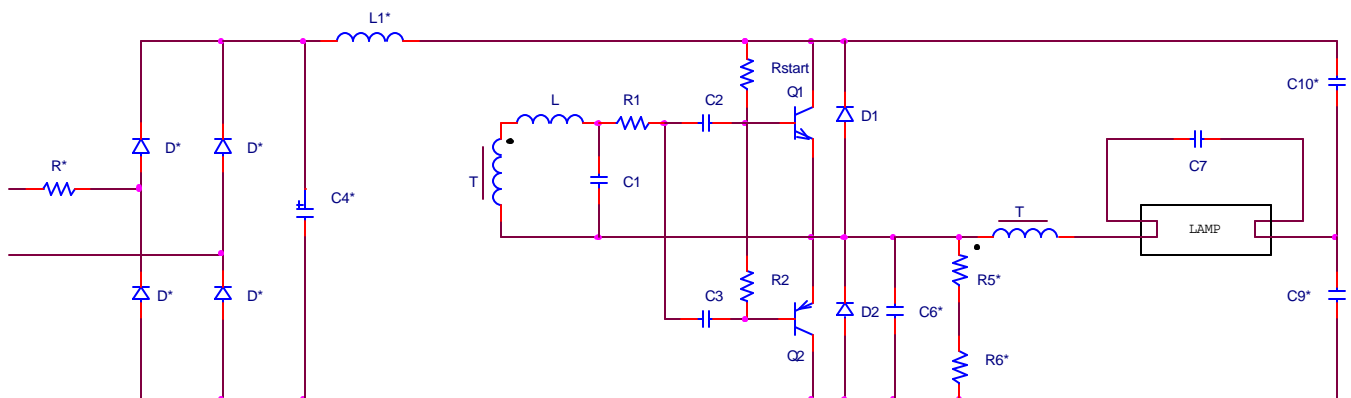 L1*
Rstart
Q1
C10*
L
R1
C2
D1
R*
D*
D*
C7
T
C1
C4*
T
LAMP
R2
R5*
D*
D*
C3
D2
C6*
C9*
Q2
R6*